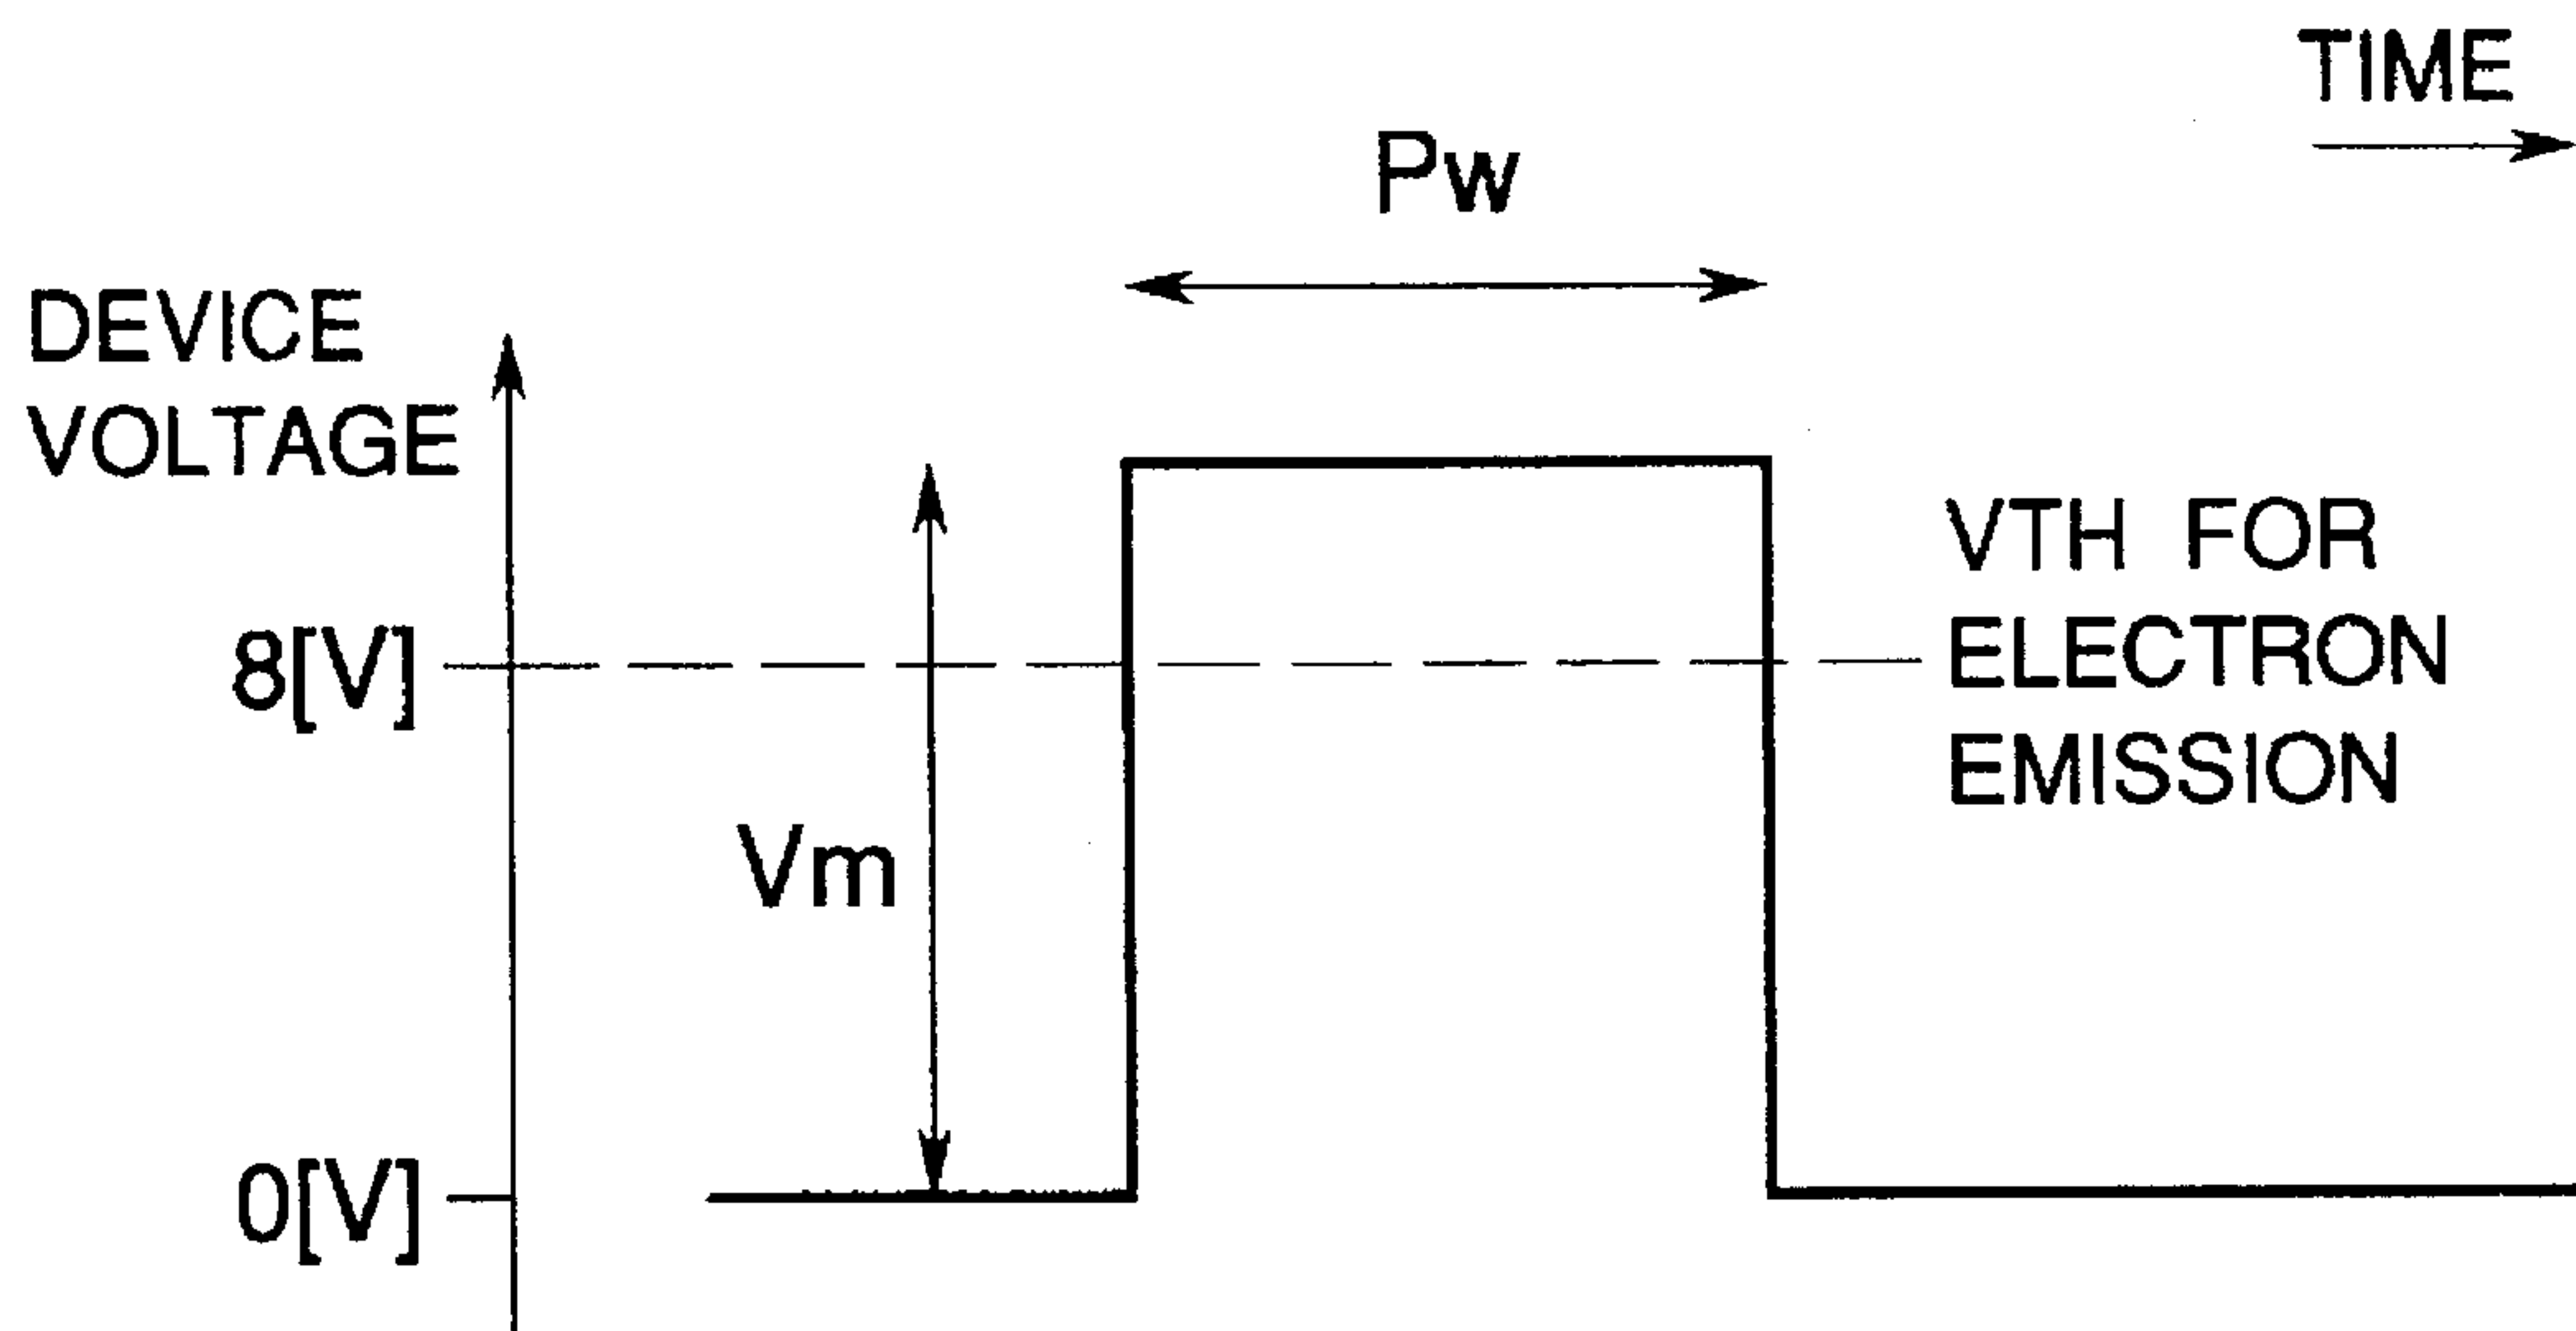 TIME
Pw
DEVICE
VOLTAGE
VTH FOR
8[V]
ELECTRON
EMISSION
Vm
0[V]